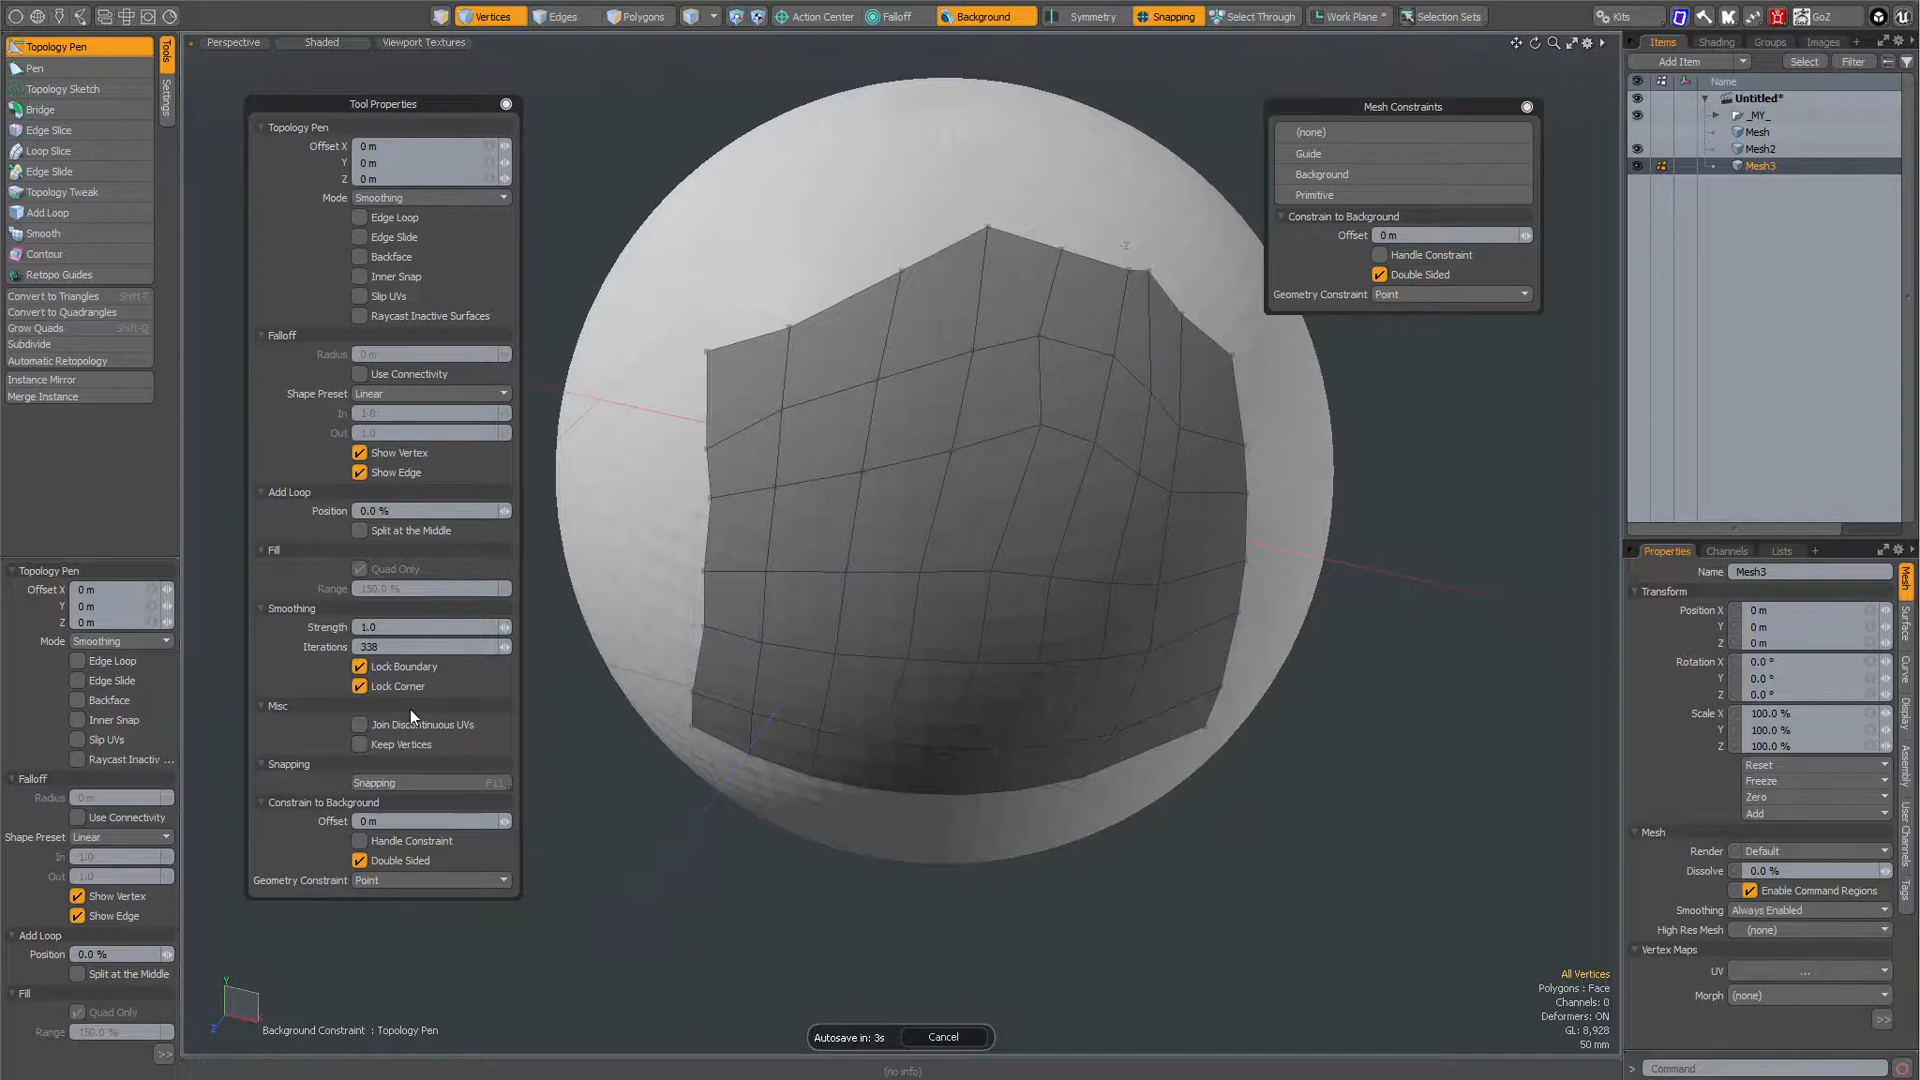 Vertices
Edges
Polygons
Action Center
Falloff
Background
Symmetry
Snapping
Select Through
Work Plane *
Selection Sets
Kits
GoZ
Topology Pen
Pen
Topology Sketch
Bridge
Edge Slice
Loop Slice
Edge Slide
Topology Tweak
Add Loop
Smooth
Contour
Retopo Guides
Convert to Triangles Shift-T
Convert to Quadrangles
Grow Quads Shift-Q
Subdivide
Automatic Retopology
Instance Mirror
Merge Instance
Tools
Settings
Topology Pen
Offset X 0 m
Y 0 m
Z 0 m
Mode Smoothing
Edge Loop
Edge Slide
Backface
Inner Snap
Slip UVs
Raycast Inactiv ...
Falloff
Radius 0 m
Use Connectivity
Shape Preset Linear
In 1.0
Out 1.0
Show Vertex
Show Edge
Add Loop
Position 0.0 %
Split at the Middle
Fill
Quad Only
Range 150.0 %
>>
Perspective
Shaded
Viewport Textures
Tool Properties
Topology Pen
Offset X 0 m
Y 0 m
Z 0 m
Mode Smoothing
Edge Loop
Edge Slide
Backface
Inner Snap
Slip UVs
Raycast Inactive Surfaces
Falloff
Radius 0 m
Use Connectivity
Shape Preset Linear
In 1.0
Out 1.0
Show Vertex
Show Edge
Add Loop
Position 0.0 %
Split at the Middle
Fill
Quad Only
Range 150.0 %
Smoothing
Strength 1.0
Iterations 338
Lock Boundary
Lock Corner
Misc
Join Discontinuous UVs
Keep Vertices
Snapping
Snapping F11
Constrain to Background
Offset 0 m
Handle Constraint
Double Sided
Geometry Constraint Point
-Z
Mesh Constraints
(none)
Guide
Background
Primitive
Constrain to Background
Offset 0 m
Handle Constraint
Double Sided
Geometry Constraint Point
Y
Z
X
Background Constraint : Topology Pen
Autosave in: 3s
Cancel
All Vertices
Polygons : Face
Channels: 0
Deformers: ON
GL: 8,928
50 mm
(no info)
Items
Shading
Groups
Images
+
Add Item
Select
Filter
Name
Untitled*
_MY_
Mesh
Mesh2
Mesh3
Properties
Channels
Lists
+
Name Mesh3
Transform
Position X 0 m
Y 0 m
Z 0 m
Rotation X 0.0 °
Y 0.0 °
Z 0.0 °
Scale X 100.0 %
Y 100.0 %
Z 100.0 %
Reset
Freeze
Zero
Add
Mesh
Render Default
Dissolve 0.0 %
Enable Command Regions
Smoothing Always Enabled
High Res Mesh (none)
Vertex Maps
UV ...
Morph (none)
>>
Mesh
Surface
Curve
Display
Assembly
User Channels
Tags
> Command